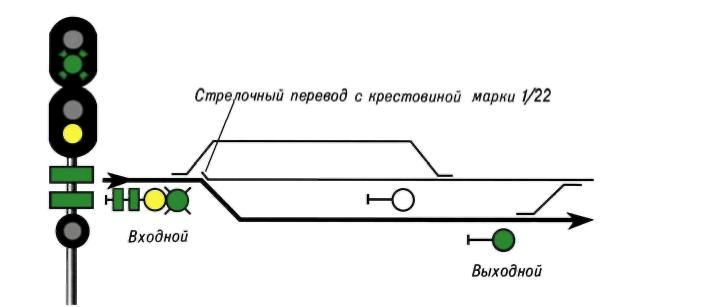 Стрелочный перевод с крестовиной марки 1/22
Входной
Выходной